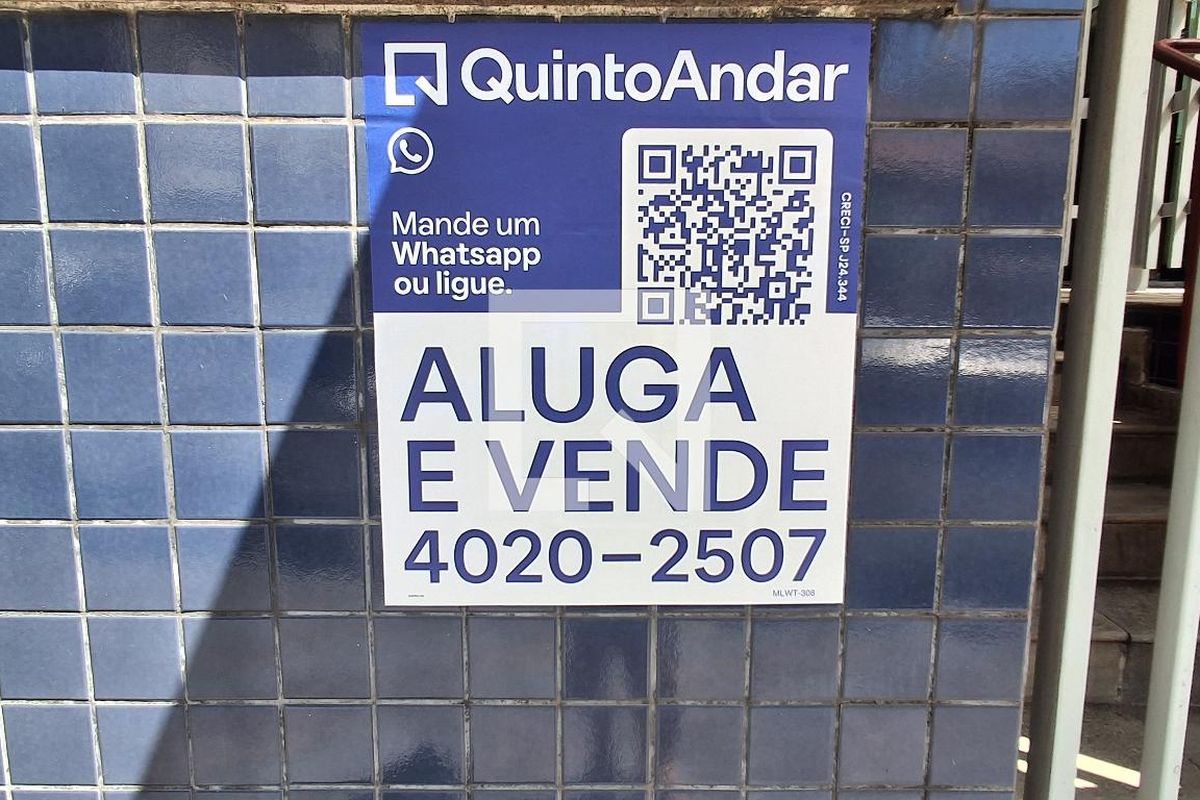 QuintoAndar
Mande um
Whatsapp
ou ligue.
CRECI-SP J24.344
ALUGA
E VENDE
4020-2507
MLWT-308